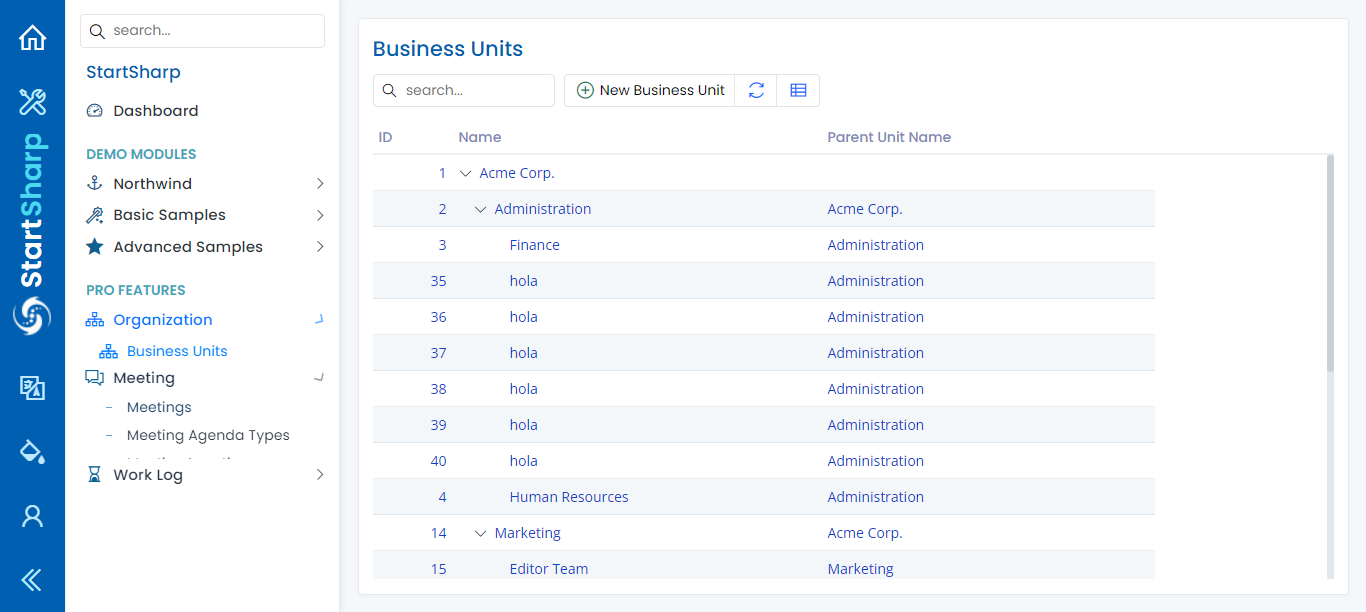 StartSharp
search...
StartSharp
Dashboard
DEMO MODULES
Northwind
Basic Samples
Advanced Samples
PRO FEATURES
Organization
Business Units
Meeting
Meetings
Meeting Agenda Types
Work Log
Business Units
search...
New Business Unit
ID Name Parent Unit Name
1 Acme Corp.
2 Administration Acme Corp.
3 Finance Administration
35 hola Administration
36 hola Administration
37 hola Administration
38 hola Administration
39 hola Administration
40 hola Administration
4 Human Resources Administration
14 Marketing Acme Corp.
15 Editor Team Marketing